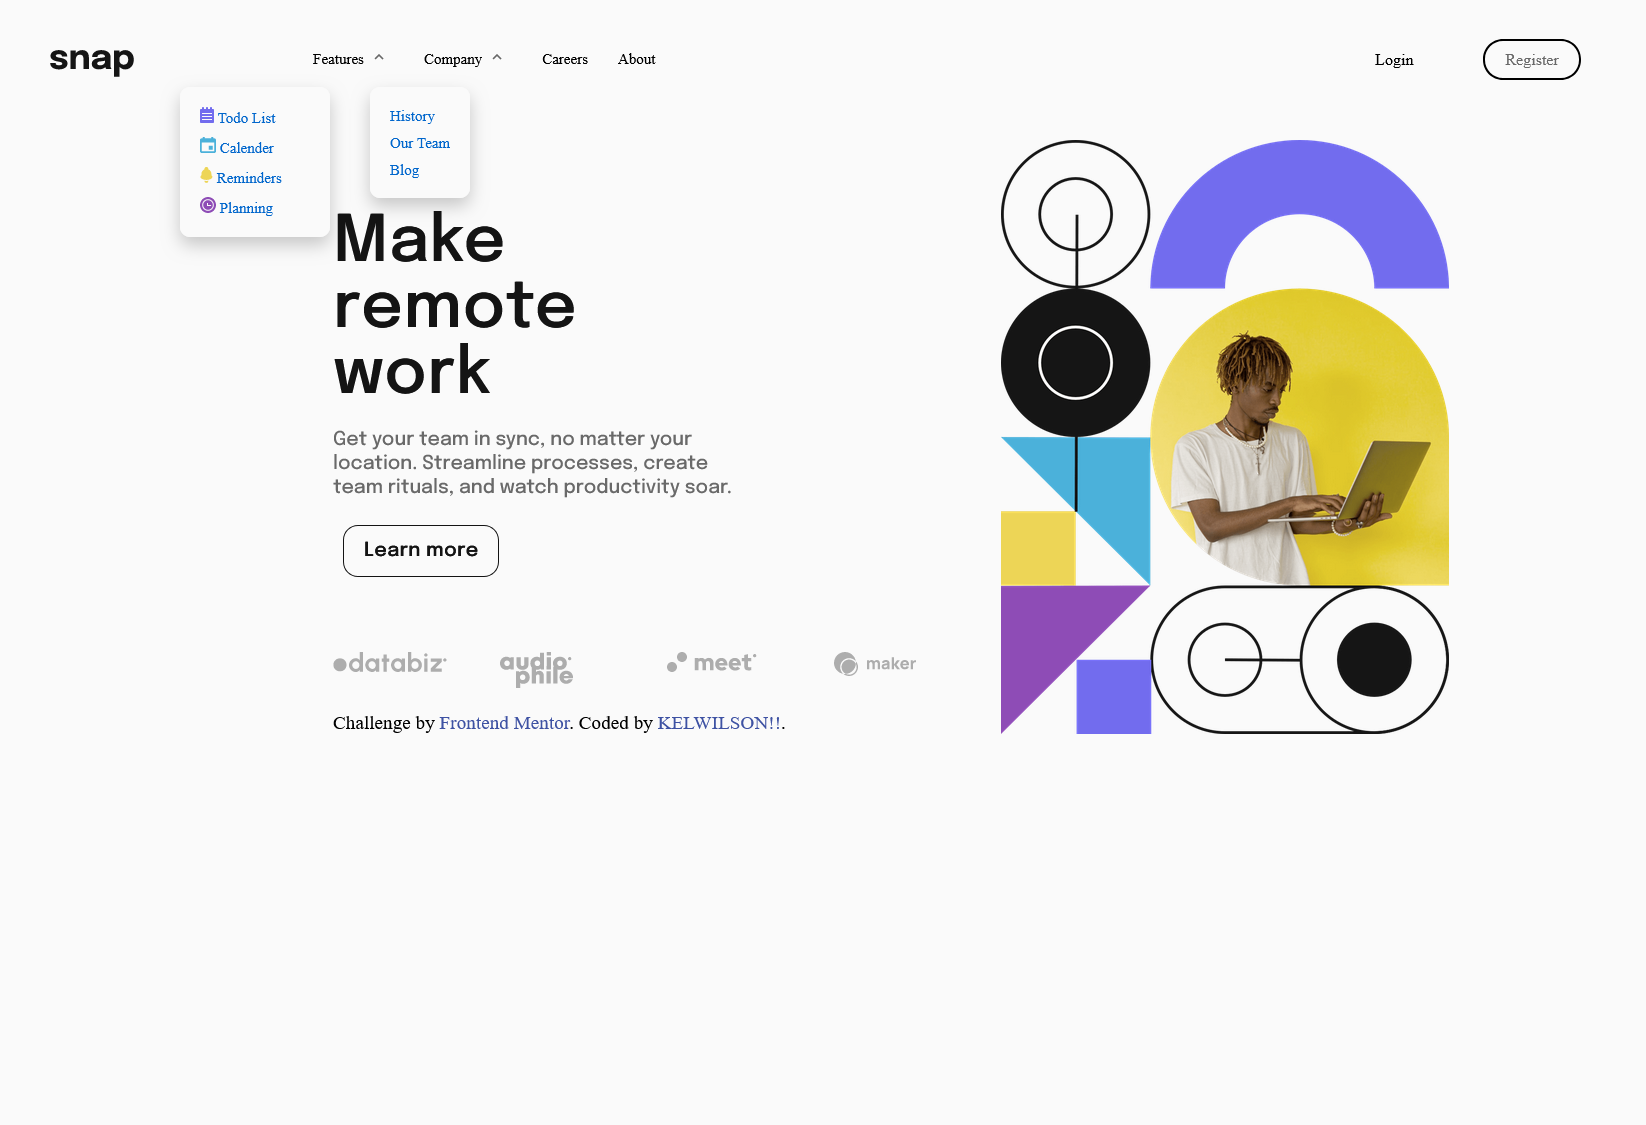 snap
Features
Company
Careers
About
Login
Register
Todo List
Calender
Reminders
Planning
History
Our Team
Blog
Make
remote
work
Get your team in sync, no matter your
location. Streamline processes, create
team rituals, and watch productivity soar.
Learn more
databiz
audio
phile
meet
maker
Challenge by Frontend Mentor. Coded by KELWILSON!!.